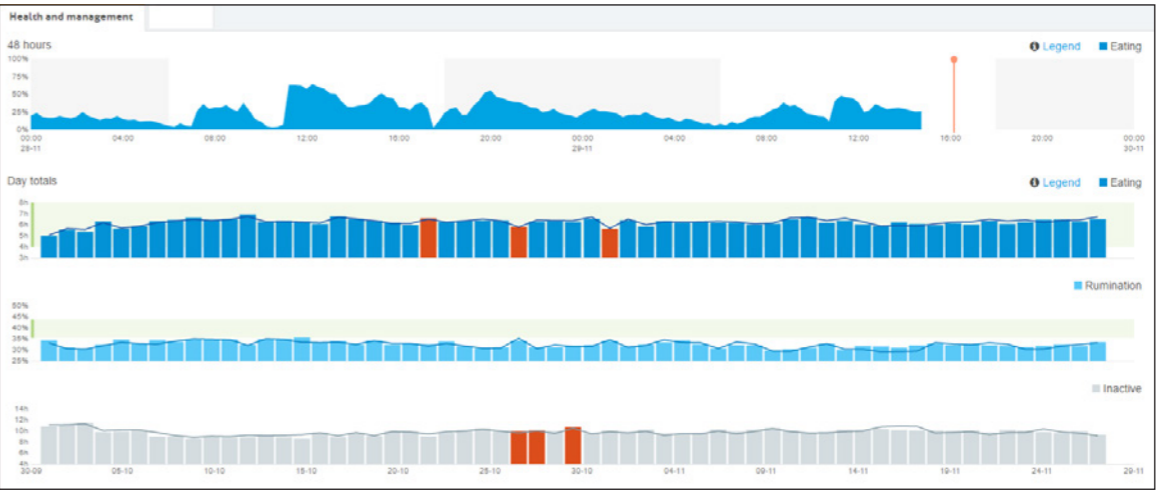 Health and management
48 hours
Legend Eating
100%
75%
50%
25%
0%
00:00 04:00 08:00 12:00 16:00 20:00 00:00 04:00 08:00 12:00 16:00 20:00 00:00
28-11 29-11 30-11
Day totals
Legend Eating
8h
7h
6h
5h
4h
3h
Rumination
50%
45%
40%
35%
30%
25%
Inactive
14h
12h
10h
8h
6h
4h
30-09 05-10 10-10 15-10 20-10 25-10 30-10 04-11 09-11 14-11 19-11 24-11 29-11